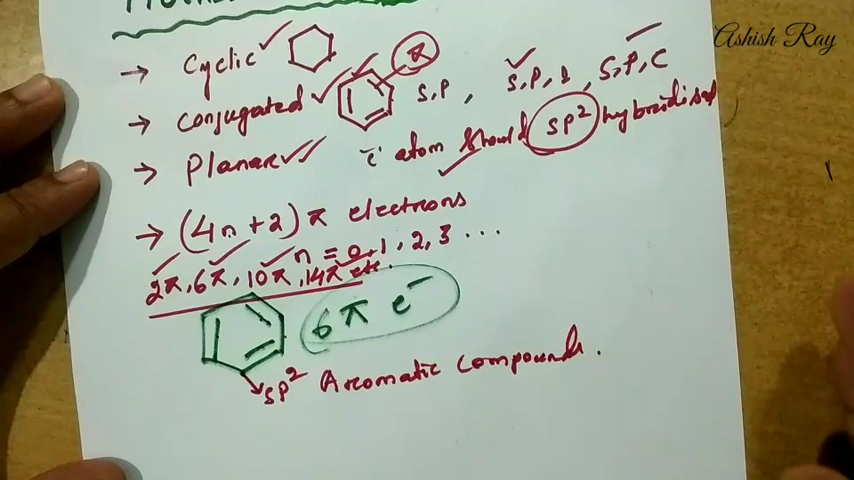 Ashish Ray
→ Cyclic ✓
π
→ Conjugated ✓✓ S,P, S,P,S,P,C
→ Planar ✓✓ atom should SP² hybridised
→ (4n+2) π electrons
n = 0,1,2,3 ...
2π, 6π, 10π, 14π etc.
6π e⁻
SP² Aromatic compounds.